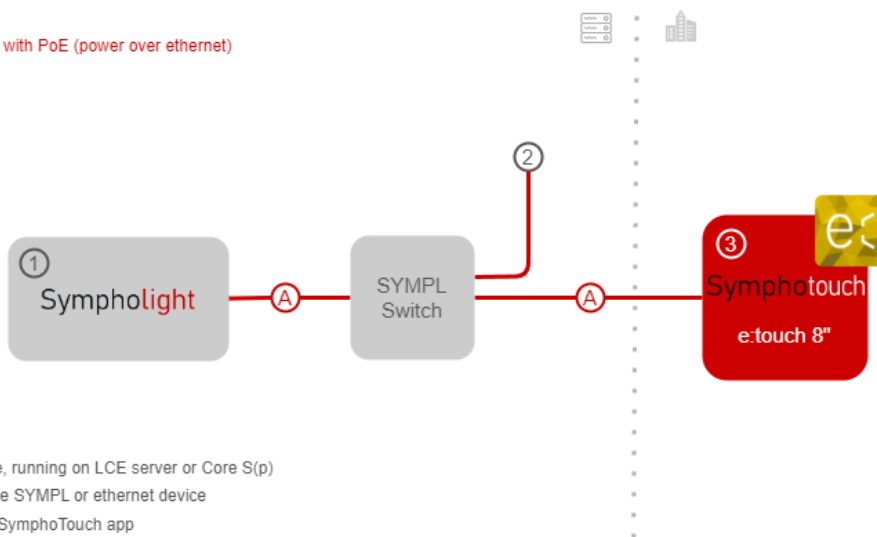 with PoE (power over ethernet)
2
1
Sympholight
A
SYMPL
Switch
A
3
e:
Symphotouch
e:touch 8"
, running on LCE server or Core S(p)
e SYMPL or ethernet device
SymphoTouch app